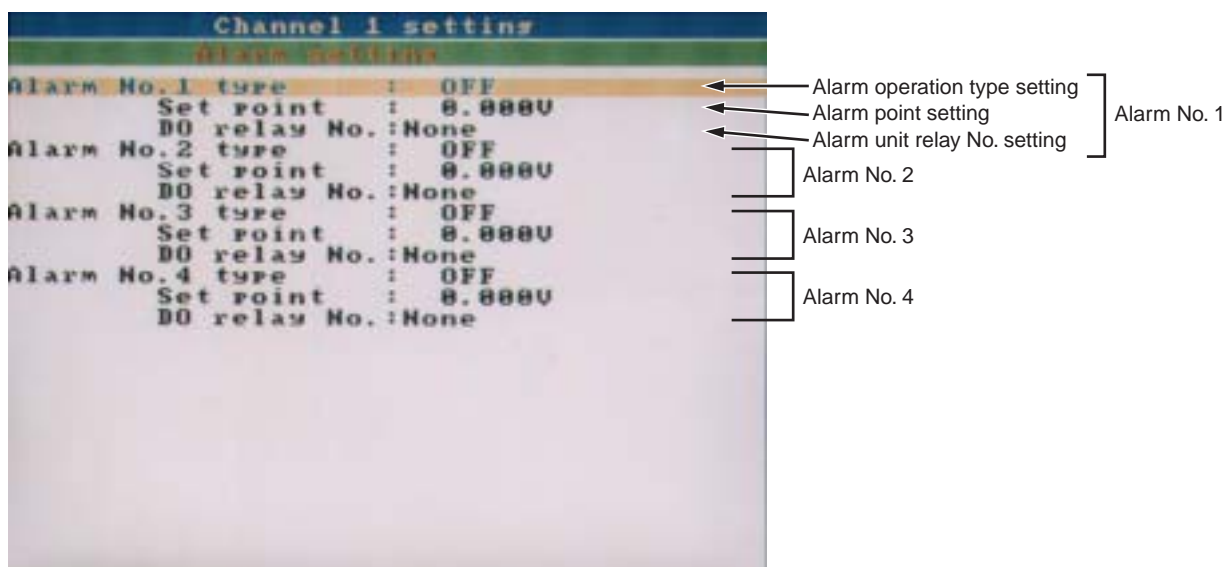 Channel 1 setting
Alarm setting
Alarm No.1 type : OFF
Set point : 0.000V
DO relay No.:None
Alarm No.2 type : OFF
Set point : 0.000V
DO relay No.:None
Alarm No.3 type : OFF
Set point : 0.000V
DO relay No.:None
Alarm No.4 type : OFF
Set point : 0.000V
DO relay No.:None
Alarm operation type setting
Alarm point setting
Alarm unit relay No. setting
Alarm No. 1
Alarm No. 2
Alarm No. 3
Alarm No. 4